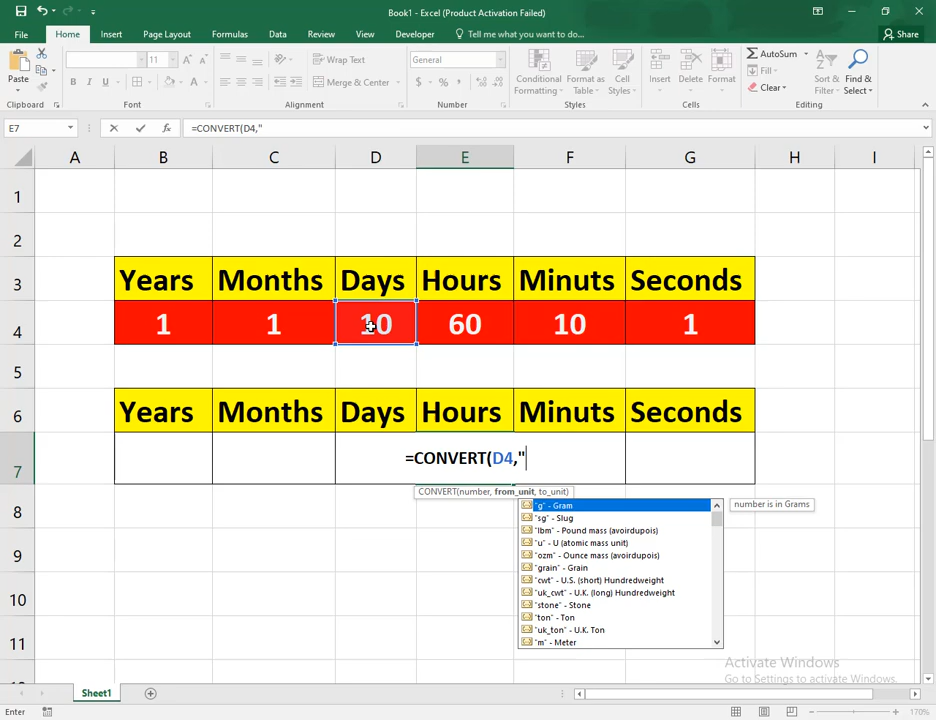 Book1 - Excel (Product Activation Failed)
File Home Insert Page Layout Formulas Data Review View Developer Tell me what you want to do... Share
Paste
11
Wrap Text
General
AutoSum
B I U
Merge & Center
$ % ,
Conditional Formatting
Format as Table
Cell Styles
Insert Delete Format
Fill
Clear
Sort & Filter
Find & Select
Clipboard Font Alignment Number Styles Cells Editing
E7 fx =CONVERT(D4,"
A B C D E F G H I
1
2
3 Years Months Days Hours Minuts Seconds
4 1 1 10 60 10 1
5
6 Years Months Days Hours Minuts Seconds
7 =CONVERT(D4,"
CONVERT(number, from_unit, to_unit)
8 "g" - Gram number is in Grams
"sg" - Slug
"lbm" - Pound mass (avoirdupois)
"u" - U (atomic mass unit)
9 "ozm" - Ounce mass (avoirdupois)
"grain" - Grain
"cwt" - U.S. (short) Hundredweight
10 "uk_cwt" - U.K. (long) Hundredweight
"stone" - Stone
"ton" - Ton
"uk_ton" - U.K. Ton
11 "m" - Meter
Activate Windows
Go to Settings to activate Windows.
Sheet1
Enter 170%